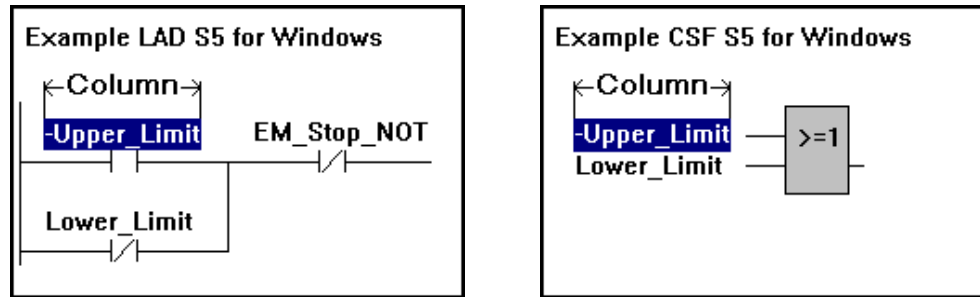 Example LAD S5 for Windows
Column
-Upper_Limit EM_Stop_NOT
Lower_Limit
Example CSF S5 for Windows
Column
-Upper_Limit
Lower_Limit
>=1